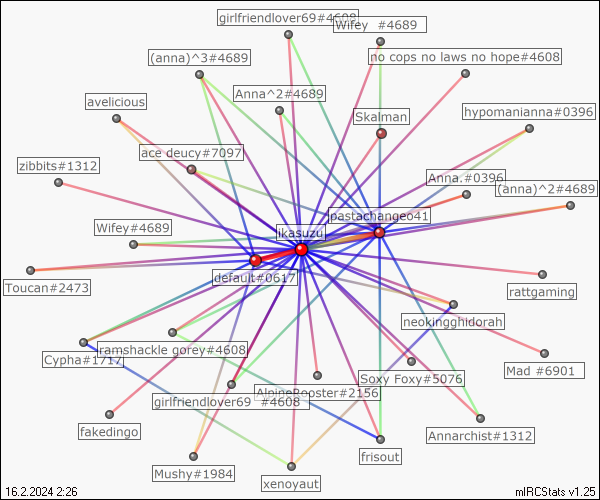 girlfriendlover69#4608
Wifey #4689
(anna)^3#4689
no cops no laws no hope#4608
avelicious
Anna^2#4689
Skalman
hypomanianna#0396
ace deucy#7097
zibbits#1312
Anna.#0396
(anna)^2#4689
pastachangeo41
Wifey#4689
ikasuzu
default#0617
Toucan#2473
rattgaming
neokingghidorah
ramshackle gorey#4608
Cypha#1717
Mad #6901
Soxy Foxy#5076
AlpineRooster#2156
girlfriendlover69 #4608
fakedingo
Annarchist#1312
frisout
Mushy#1984
xenoyaut
16.2.2024 2:26
mIRCStats v1.25